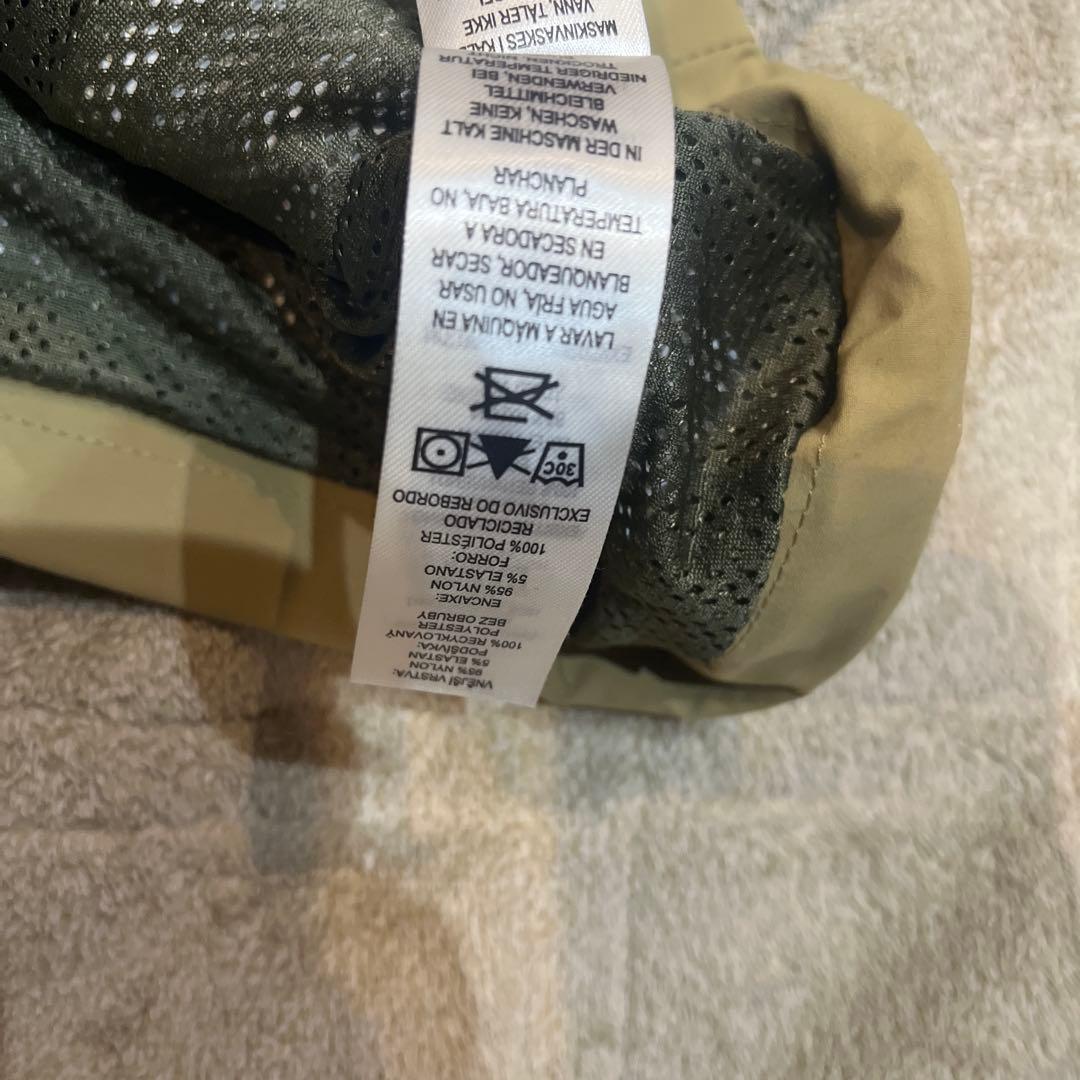 VNĚJŠÍ VRSTVA:
95% NYLON
5% ELASTAN
PODŠÍVKA:
100% RECYKLOVANÝ
POLYESTER
BEZ OBRUBY
ENCAIXE:
95% NYLON
5% ELASTANO
FORRO:
100% POLIÉSTER
RECICLADO
EXCLUSIVO DO REBORDO
30C
LAVAR A MÁQUINA EN
AGUA FRÍA, NO USAR
BLANQUEADOR, SECAR
EN SECADORA A
TEMPERATURA BAJA, NO
PLANCHAR
IN DER MASCHINE KALT
WASCHEN, KEINE
BLEICHMITTEL
VERWENDEN, BEI
NIEDRIGER TEMPERATUR
TROCKNEN, NICHT
MASKINVASKES I
VANN, TÅLER IKKE